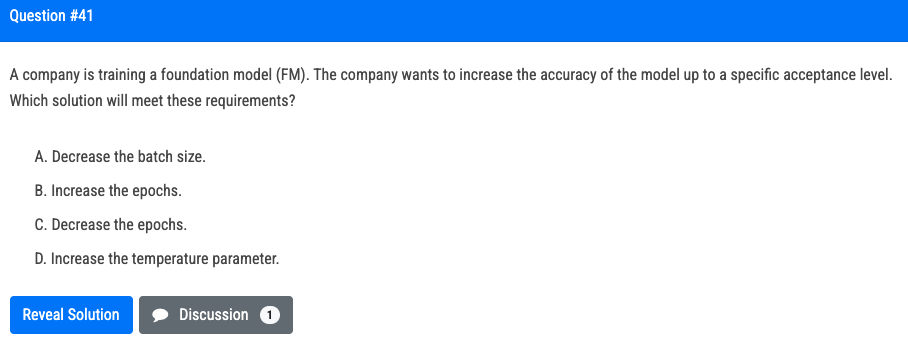 Question #41
A company is training a foundation model (FM). The company wants to increase the accuracy of the model up to a specific acceptance level.
Which solution will meet these requirements?
A. Decrease the batch size.
B. Increase the epochs.
C. Decrease the epochs.
D. Increase the temperature parameter.
Reveal Solution Discussion 1